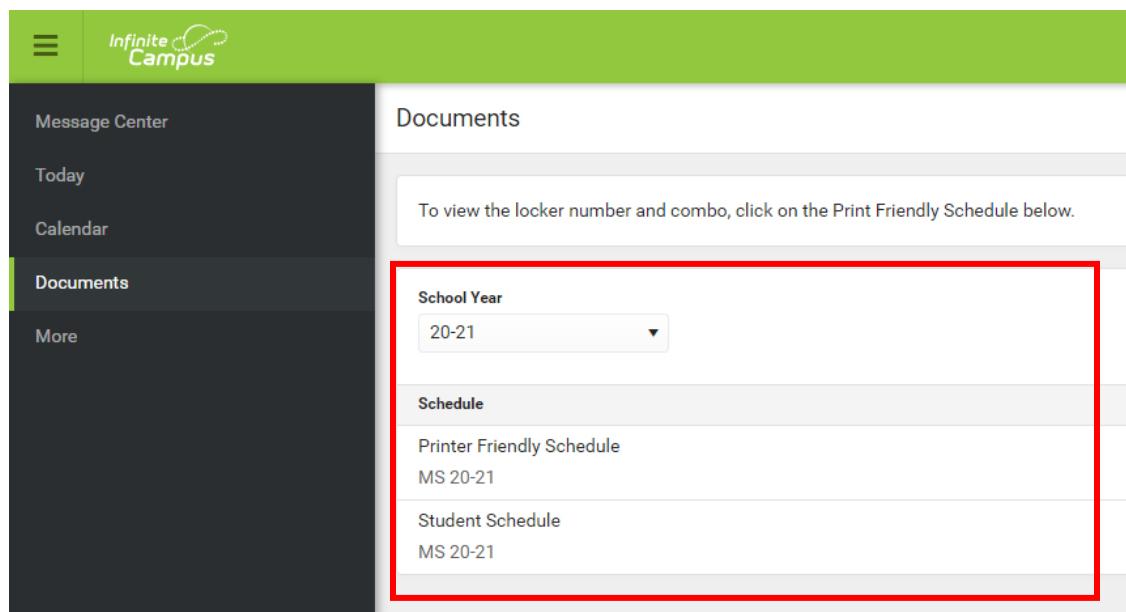 Infinite
Campus
Message Center
Today
Calendar
Documents
More
Documents
To view the locker number and combo, click on the Print Friendly Schedule below.
School Year
20-21
Schedule
Printer Friendly Schedule
MS 20-21
Student Schedule
MS 20-21